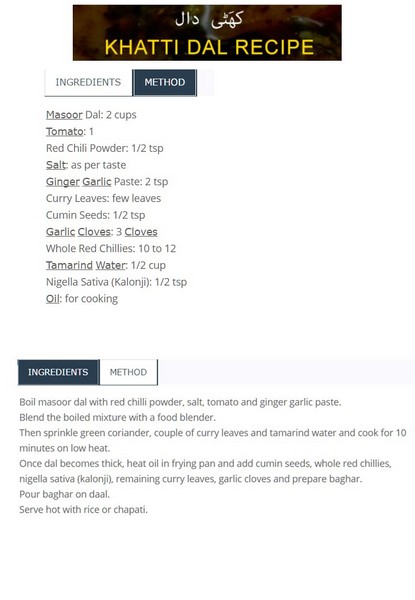 کھٹی دال
KHATTI DAL RECIPE
INGREDIENTS METHOD
Masoor Dal: 2 cups
Tomato: 1
Red Chili Powder: 1/2 tsp
Salt: as per taste
Ginger Garlic Paste: 2 tsp
Curry Leaves: few leaves
Cumin Seeds: 1/2 tsp
Garlic Cloves: 3 Cloves
Whole Red Chillies: 10 to 12
Tamarind Water: 1/2 cup
Nigella Sativa (Kalonji): 1/2 tsp
Oil: for cooking
INGREDIENTS METHOD
Boil masoor dal with red chilli powder, salt, tomato and ginger garlic paste.
Blend the boiled mixture with a food blender.
Then sprinkle green coriander, couple of curry leaves and tamarind water and cook for 10
minutes on low heat.
Once dal becomes thick, heat oil in frying pan and add cumin seeds, whole red chillies,
nigella sativa (kalonji), remaining curry leaves, garlic cloves and prepare baghar.
Pour baghar on daal.
Serve hot with rice or chapati.